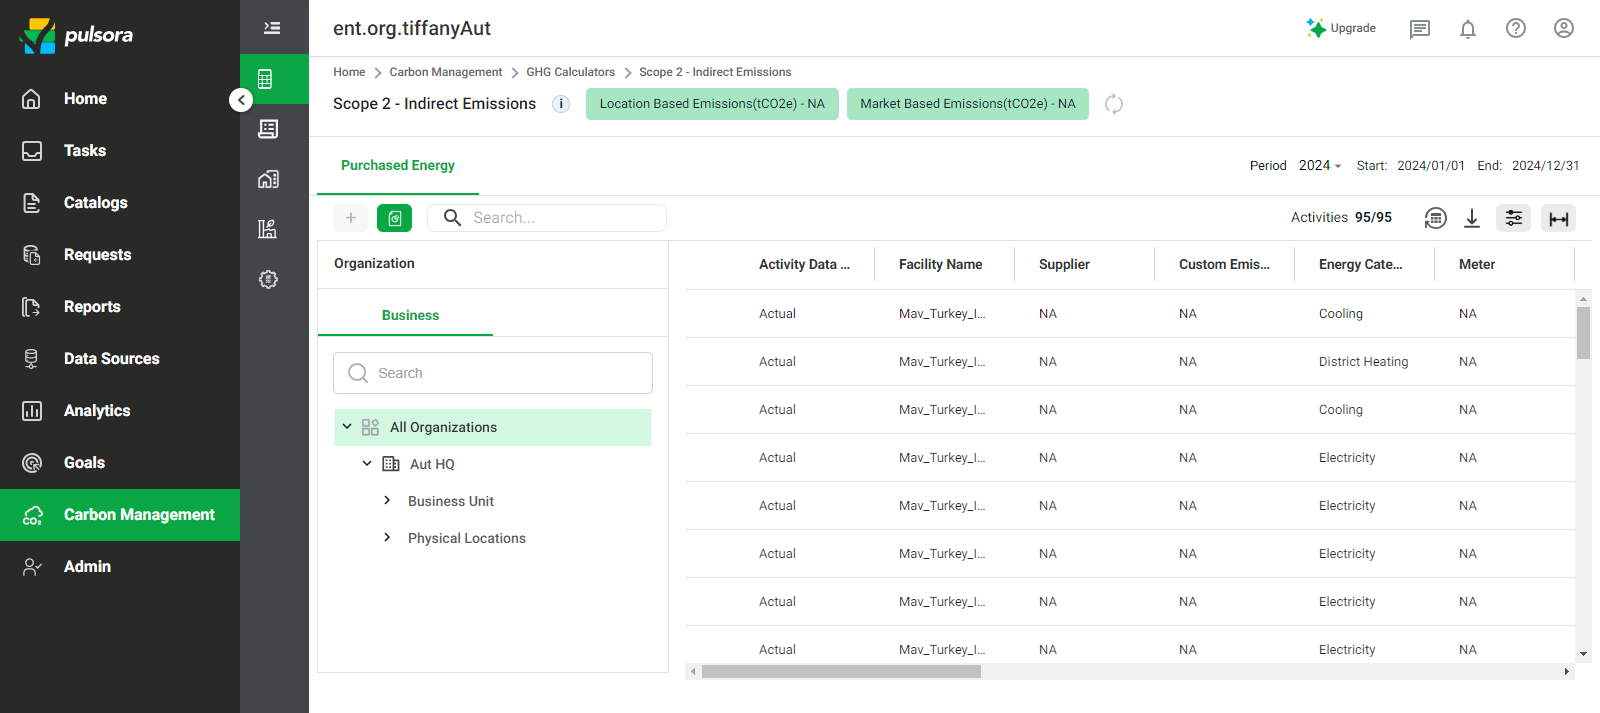 pulsora
Home
Tasks
Catalogs
Requests
Reports
Data Sources
Analytics
Goals
Carbon Management
Admin
ent.org.tiffanyAut
Upgrade
Home > Carbon Management > GHG Calculators > Scope 2 - Indirect Emissions
Scope 2 - Indirect Emissions i Location Based Emissions(tCO2e) - NA Market Based Emissions(tCO2e) - NA
Purchased Energy
Period 2024 Start: 2024/01/01 End: 2024/12/31
+ Search... Activities 95/95
Organization
Business
Search
All Organizations
Aut HQ
Business Unit
Physical Locations
Activity Data ... Facility Name Supplier Custom Emis... Energy Cate... Meter
Actual Mav_Turkey_I... NA NA Cooling NA
Actual Mav_Turkey_I... NA NA District Heating NA
Actual Mav_Turkey_I... NA NA Cooling NA
Actual Mav_Turkey_I... NA NA Electricity NA
Actual Mav_Turkey_I... NA NA Electricity NA
Actual Mav_Turkey_I... NA NA Electricity NA
Actual Mav_Turkey_I... NA NA Electricity NA
Actual Mav_Turkey_I... NA NA Electricity NA